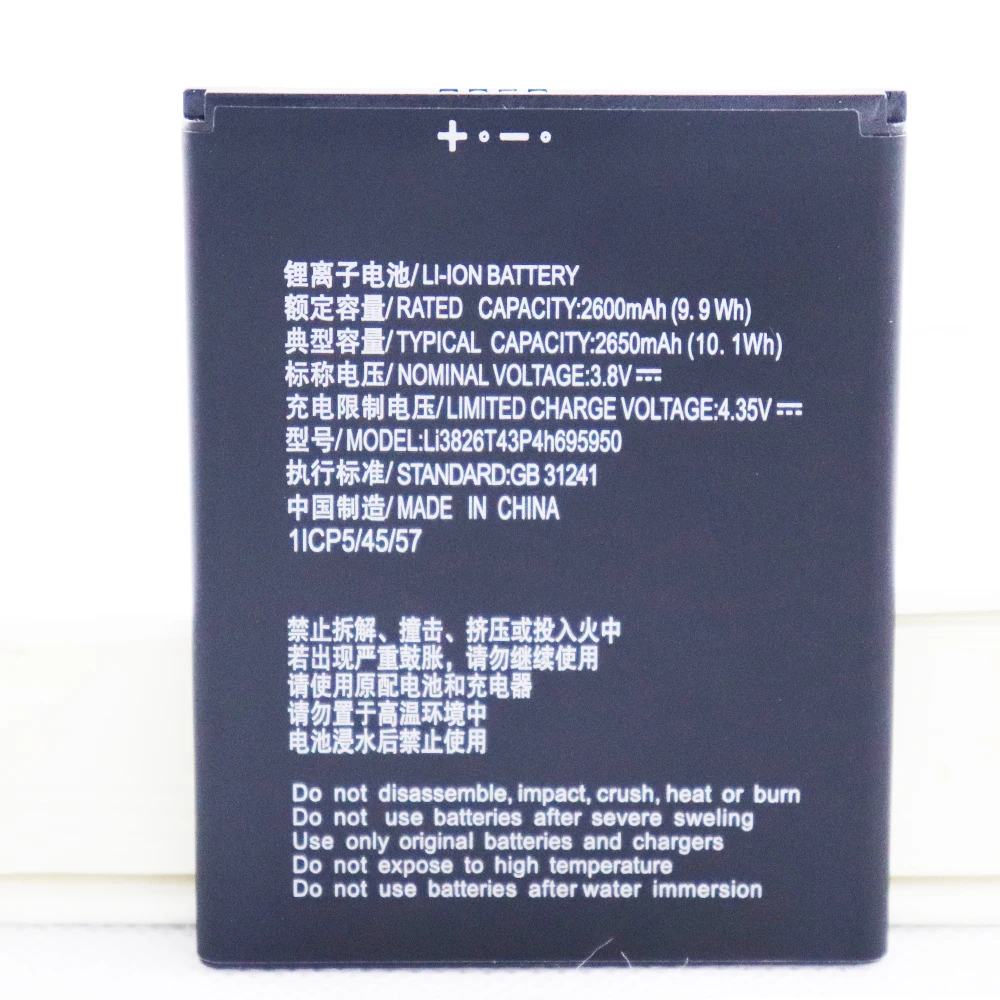 + ∘ − ∘
锂离子电池/LI-ION BATTERY
额定容量/RATED CAPACITY:2600mAh (9.9Wh)
典型容量/TYPICAL CAPACITY:2650mAh (10.1Wh)
标称电压/NOMINAL VOLTAGE:3.8V⎓
充电限制电压/LIMITED CHARGE VOLTAGE:4.35V⎓
型号/MODEL:Li3826T43P4h695950
执行标准/STANDARD:GB 31241
中国制造/MADE IN CHINA
1ICP5/45/57
禁止拆解、撞击、挤压或投入火中
若出现严重鼓胀，请勿继续使用
请使用原配电池和充电器
请勿置于高温环境中
电池浸水后禁止使用
Do not disassemble, impact, crush, heat or burn
Do not use batteries after severe sweling
Use only original batteries and chargers
Do not expose to high temperature
Do not use batteries after water immersion